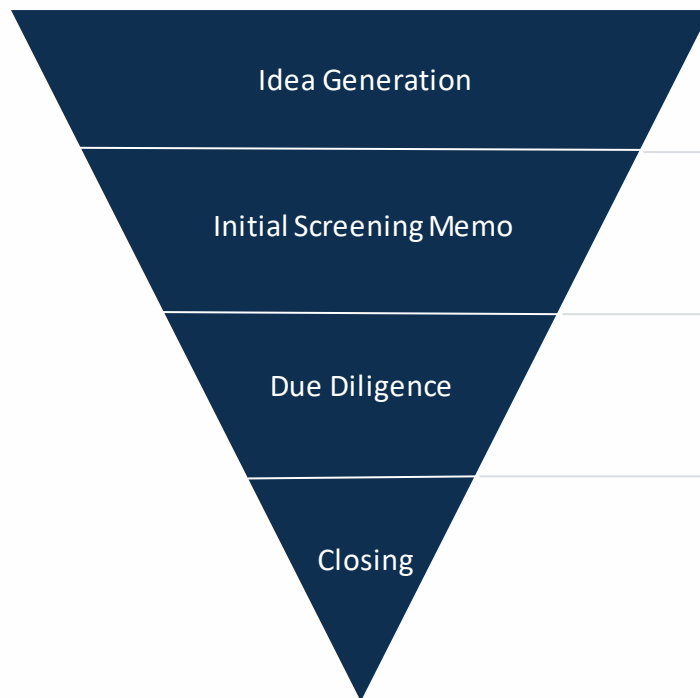 Idea Generation
Initial Screening Memo
Due Diligence
Closing